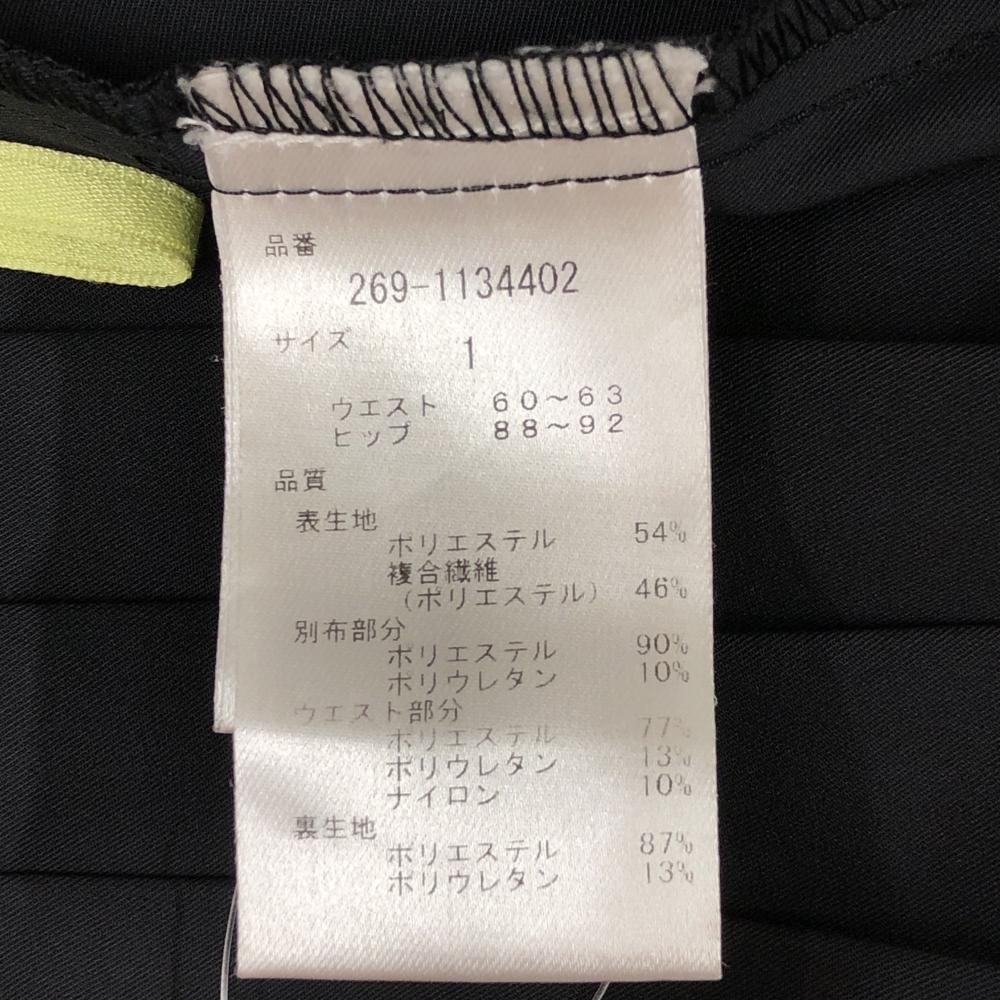 品番
269-1134402
サイズ 1
ウエスト 60～63
ヒップ 88～92
品質
表生地
ポリエステル 54%
複合繊維
(ポリエステル) 46%
別布部分
ポリエステル 90%
ポリウレタン 10%
ウエスト部分
ポリエステル 77%
ポリウレタン 13%
ナイロン 10%
裏生地
ポリエステル 87%
ポリウレタン 13%